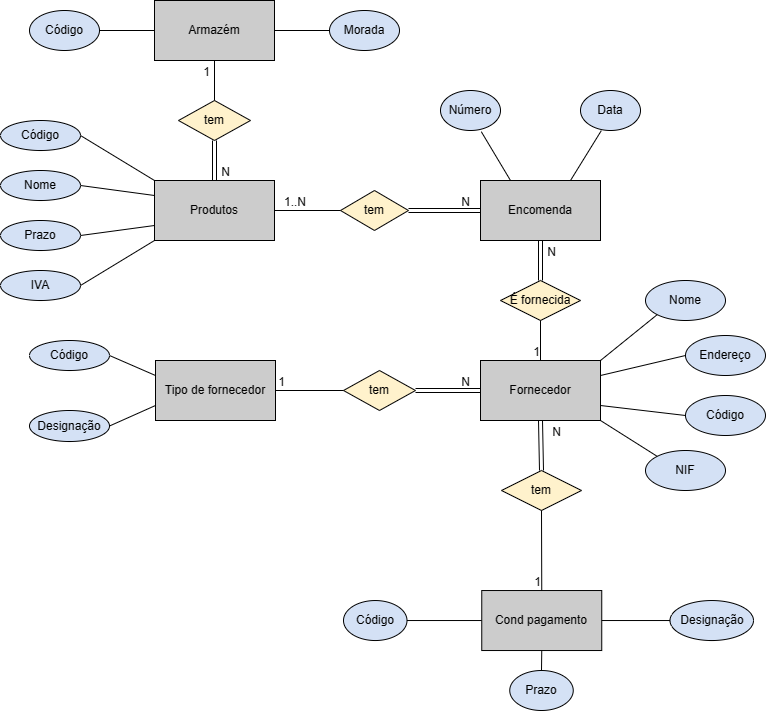 Código
Armazém
Morada
1
tem
N
Código
Nome
Prazo
IVA
Produtos
1..N
tem
N
Número
Data
Encomenda
N
É fornecida
1
Código
Designação
Tipo de fornecedor
1
tem
N
Fornecedor
Nome
Endereço
Código
NIF
N
tem
1
Código
Cond pagamento
Designação
Prazo